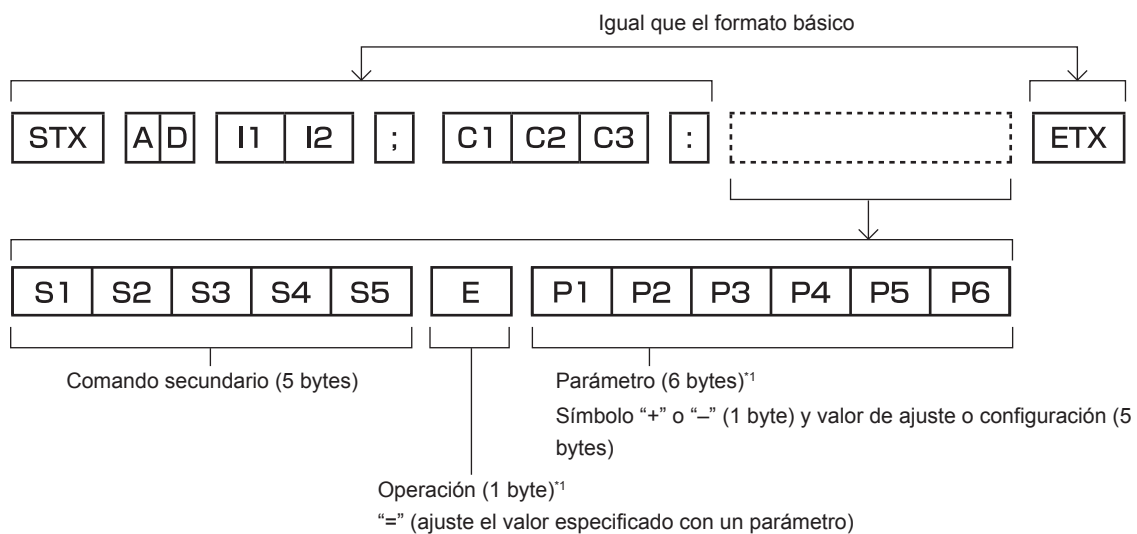 Igual que el formato básico
STX A D I1 I2 ; C1 C2 C3 : ETX
S1 S2 S3 S4 S5 E P1 P2 P3 P4 P5 P6
Comando secundario (5 bytes)
Parámetro (6 bytes)*1
Símbolo “+” o “–” (1 byte) y valor de ajuste o configuración (5
bytes)
Operación (1 byte)*1
“=” (ajuste el valor especificado con un parámetro)